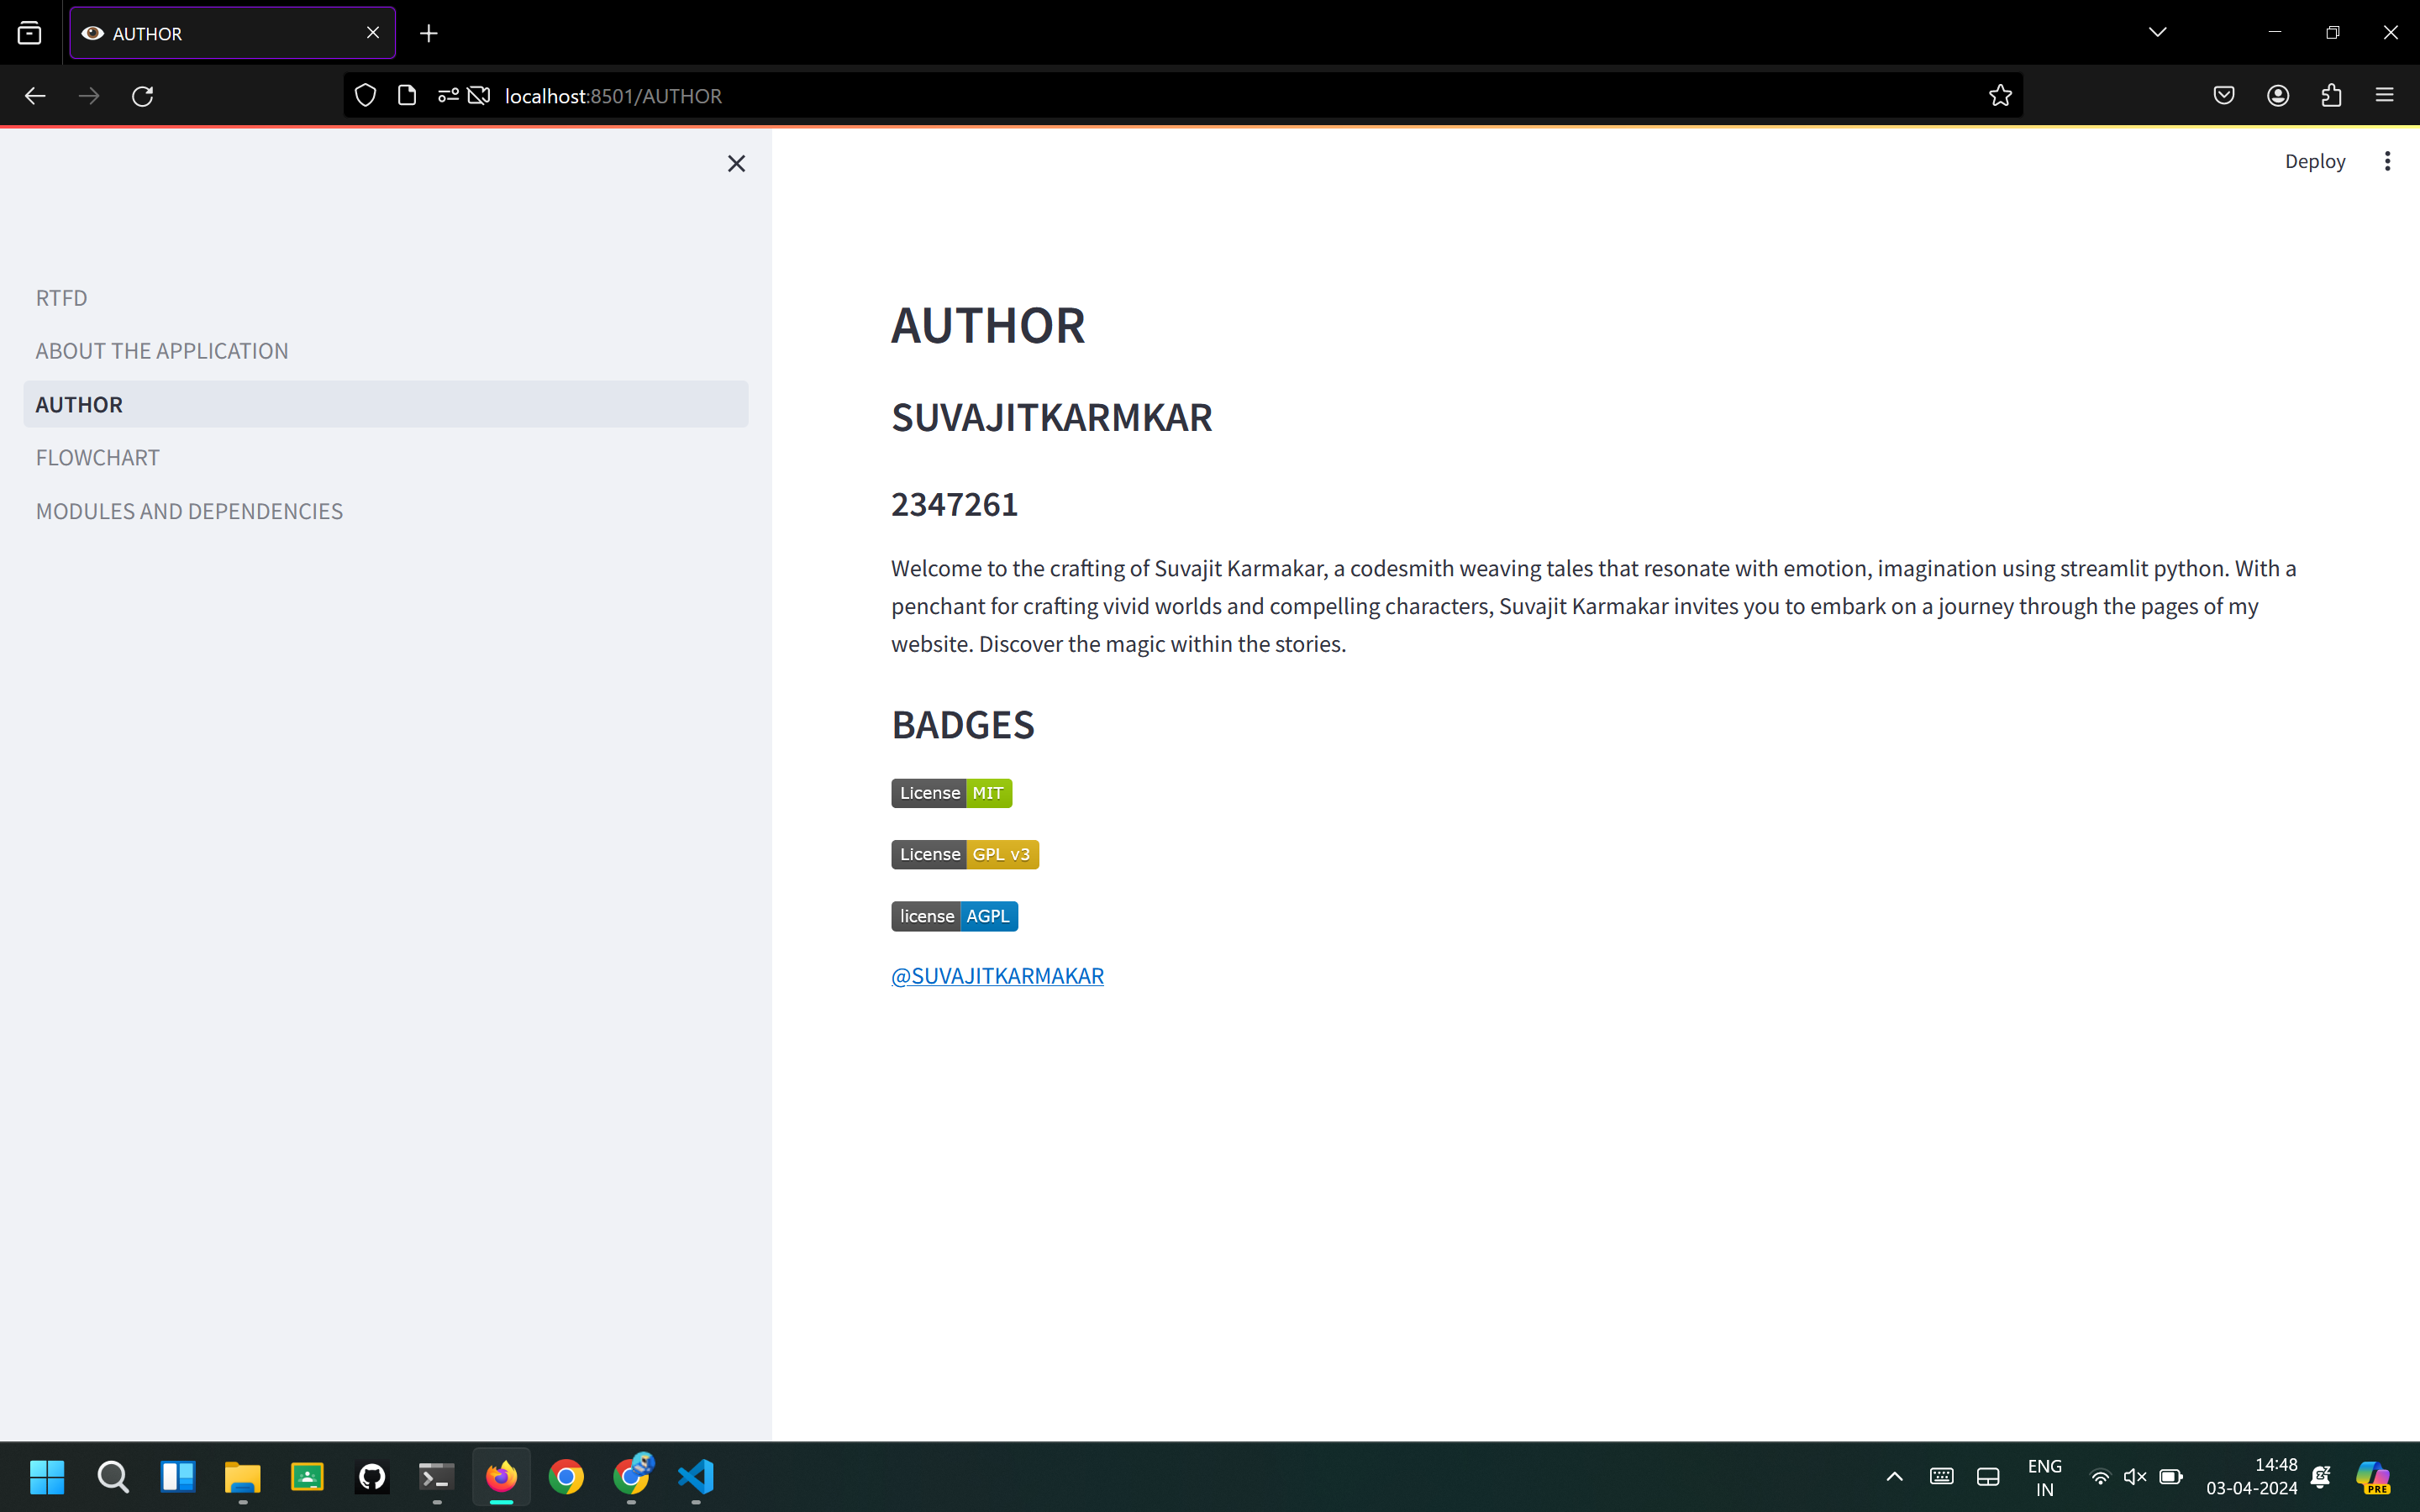 AUTHOR
localhost:8501/AUTHOR
Deploy
RTFD
ABOUT THE APPLICATION
AUTHOR
FLOWCHART
MODULES AND DEPENDENCIES
AUTHOR
SUVAJITKARMKAR
2347261
Welcome to the crafting of Suvajit Karmakar, a codesmith weaving tales that resonate with emotion, imagination using streamlit python. With a
penchant for crafting vivid worlds and compelling characters, Suvajit Karmakar invites you to embark on a journey through the pages of my
website. Discover the magic within the stories.
BADGES
License MIT
License GPL v3
license AGPL
@SUVAJITKARMAKAR
ENG
IN
14:48
03-04-2024
PRE